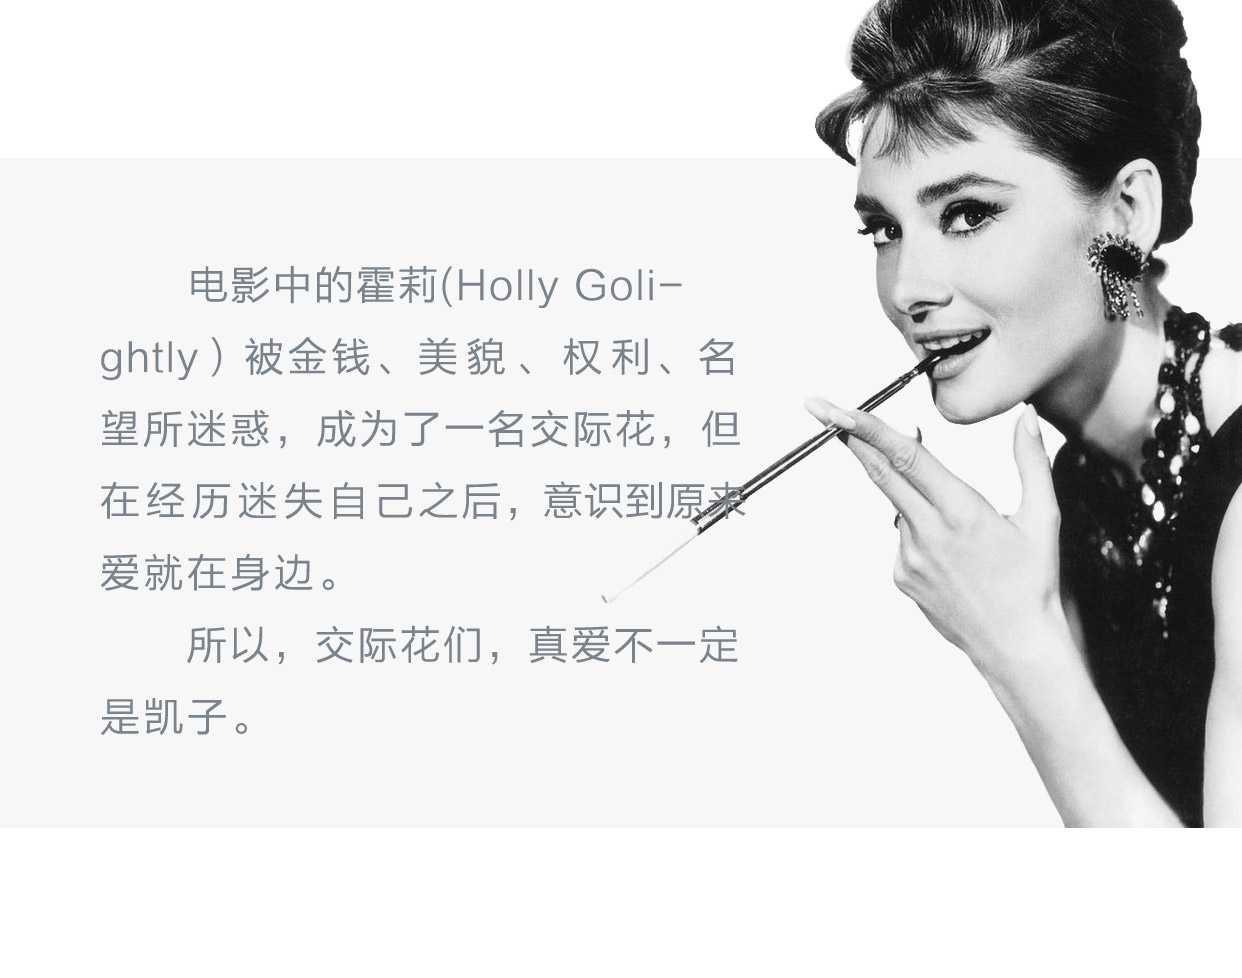 电影中的霍莉(Holly Goli-
ghtly）被金钱、美貌、权利、名
望所迷惑，成为了一名交际花，但
在经历迷失自己之后，意识到原来
爱就在身边。
所以，交际花们，真爱不一定
是凯子。